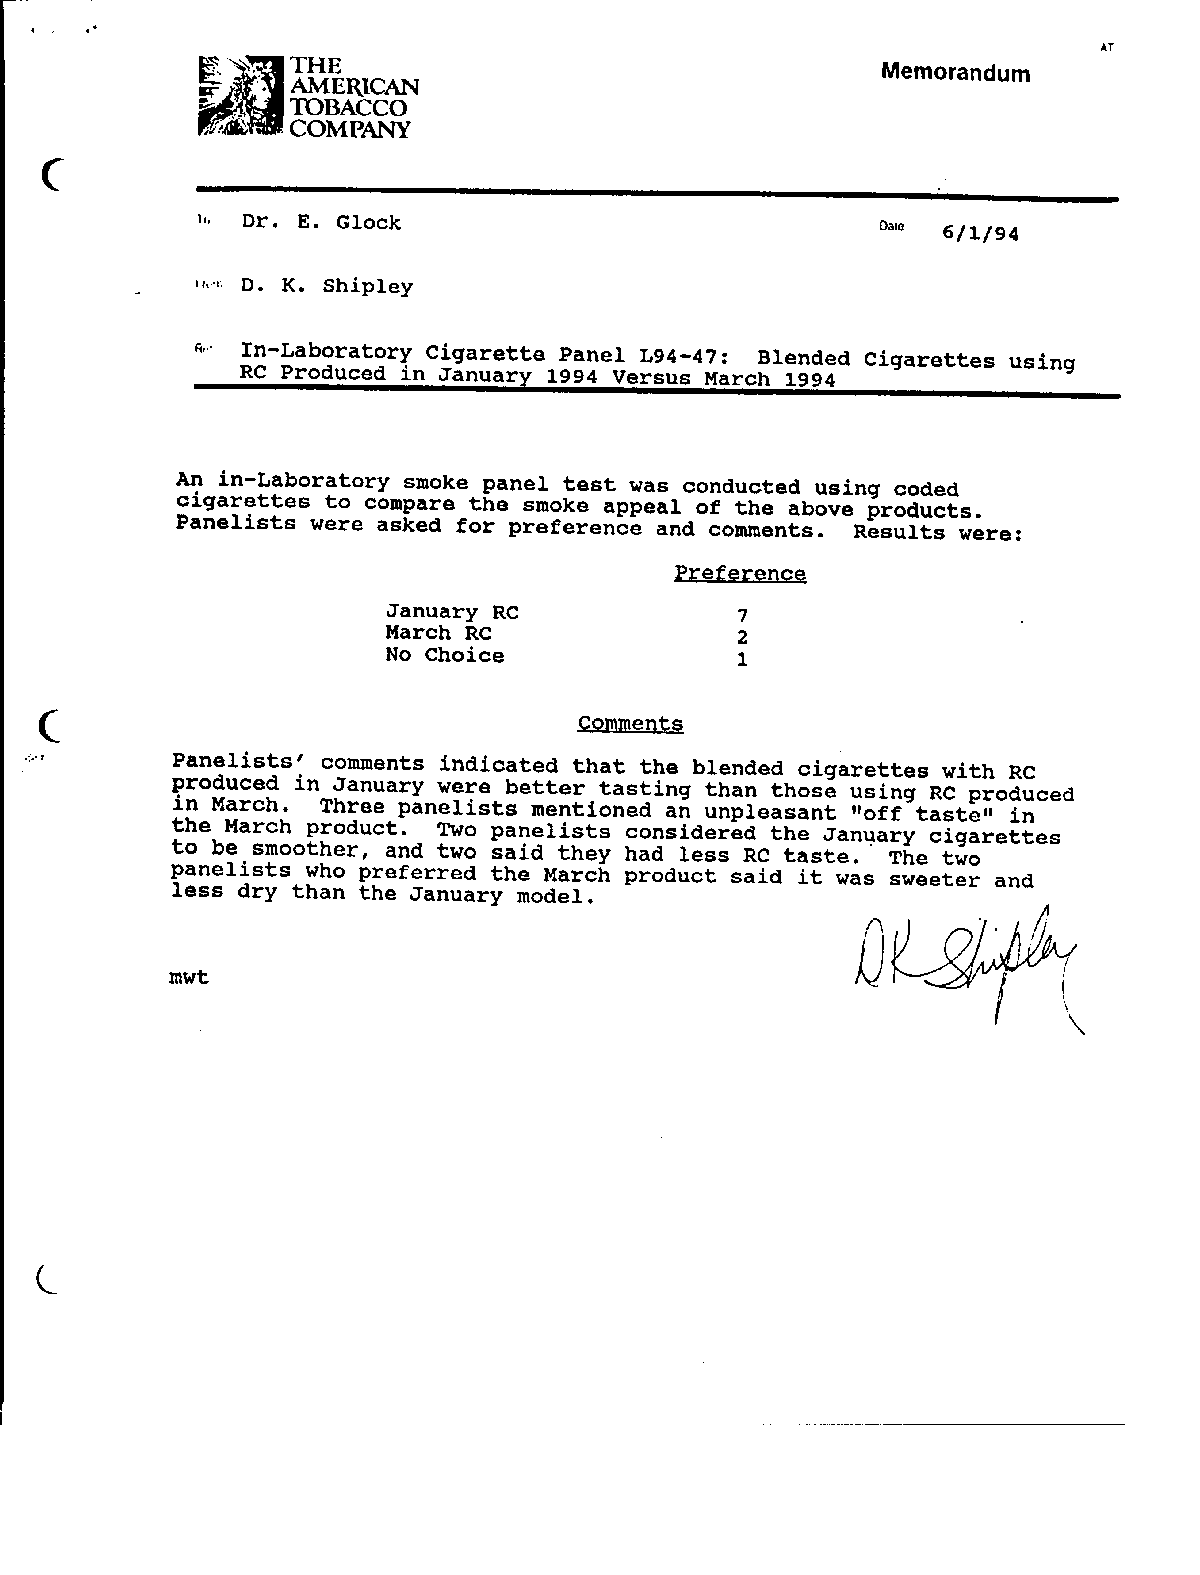 AT
THE
AMERICAN
TOBACCO
COMPANY
Memorandum
To Dr. E. Glock
Date 6/1/94
D. K. Shipley
Re: In-Laboratory Cigarette Panel L94-47: Blended Cigarettes using
RC Produced in January 1994 Versus March 1994
An in-Laboratory smoke panel test was conducted using coded
cigarettes to compare the smoke appeal of the above products.
Panelists were asked for preference and comments. Results were:
Preference
January RC 7
March RC 2
No Choice 1
Comments
Panelists' comments indicated that the blended cigarettes with RC
produced in January were better tasting than those using RC produced
in March. Three panelists mentioned an unpleasant "off taste" in
the March product. Two panelists considered the January cigarettes
to be smoother, and two said they had less RC taste. The two
panelists who preferred the March product said it was sweeter and
less dry than the January model.
DK Shipley
mwt